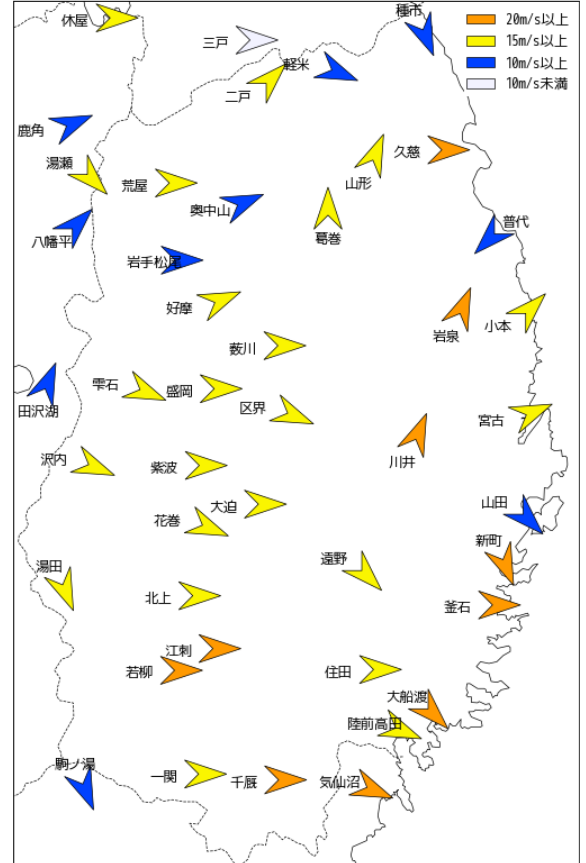 休屋
種市
20m/s以上
15m/s以上
10m/s以上
10m/s未満
三戸
軽米
二戸
鹿角
湯瀬
荒屋
山形
久慈
奥中山
八幡平
葛巻
普代
岩手松尾
好摩
岩泉
小本
薮川
雫石
盛岡
区界
田沢湖
宮古
川井
沢内
紫波
大迫
山田
花巻
新町
遠野
湯田
北上
釜石
江刺
若柳
住田
大船渡
陸前高田
駒ノ湯
一関
千厩
気仙沼